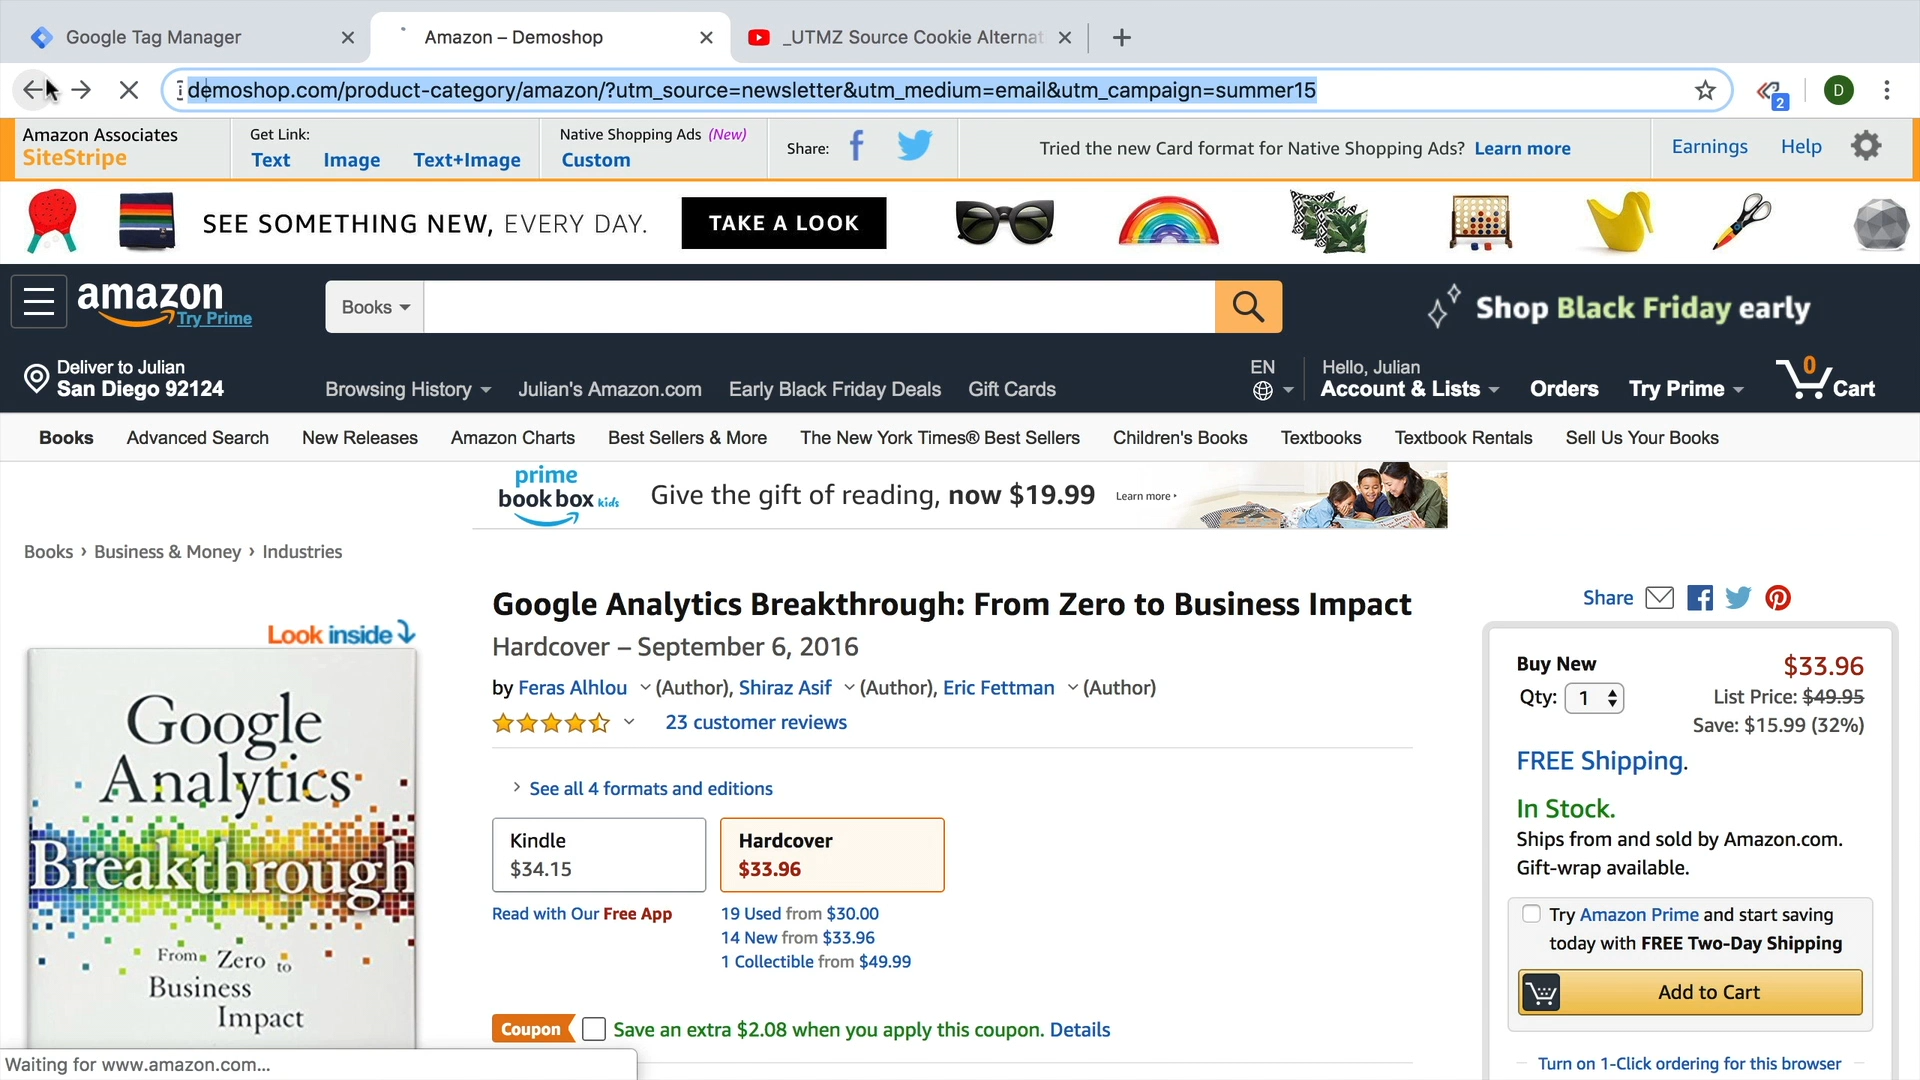 Google Tag Manager
Amazon – Demoshop
_UTMZ Source Cookie Alternat
demoshop.com/product-category/amazon/?utm_source=newsletter&utm_medium=email&utm_campaign=summer15
2
D
Amazon Associates
SiteStripe
Get Link:
Text Image Text+Image
Native Shopping Ads (New)
Custom
Share:
Tried the new Card format for Native Shopping Ads? Learn more
Earnings Help
SEE SOMETHING NEW, EVERY DAY.
TAKE A LOOK
amazon
Try Prime
Books
Shop Black Friday early
Deliver to Julian
San Diego 92124
Browsing History Julian's Amazon.com Early Black Friday Deals Gift Cards
EN
Hello, Julian
Account & Lists
Orders
Try Prime
0
Cart
Books Advanced Search New Releases Amazon Charts Best Sellers & More The New York Times® Best Sellers Children's Books Textbooks Textbook Rentals Sell Us Your Books
prime
book box kids
Give the gift of reading, now $19.99
Learn more
Books › Business & Money › Industries
Look inside
Google
Analytics
Breakthrough
From Zero to
Business
Impact
Google Analytics Breakthrough: From Zero to Business Impact
Hardcover – September 6, 2016
by Feras Alhlou (Author), Shiraz Asif (Author), Eric Fettman (Author)
23 customer reviews
See all 4 formats and editions
Kindle
$34.15
Hardcover
$33.96
Read with Our Free App
19 Used from $30.00
14 New from $33.96
1 Collectible from $49.99
Coupon
Save an extra $2.08 when you apply this coupon. Details
Share
Buy New
$33.96
Qty: 1
List Price: $49.95
Save: $15.99 (32%)
FREE Shipping.
In Stock.
Ships from and sold by Amazon.com.
Gift-wrap available.
Try Amazon Prime and start saving
today with FREE Two-Day Shipping
Add to Cart
Turn on 1-Click ordering for this browser
Waiting for www.amazon.com...